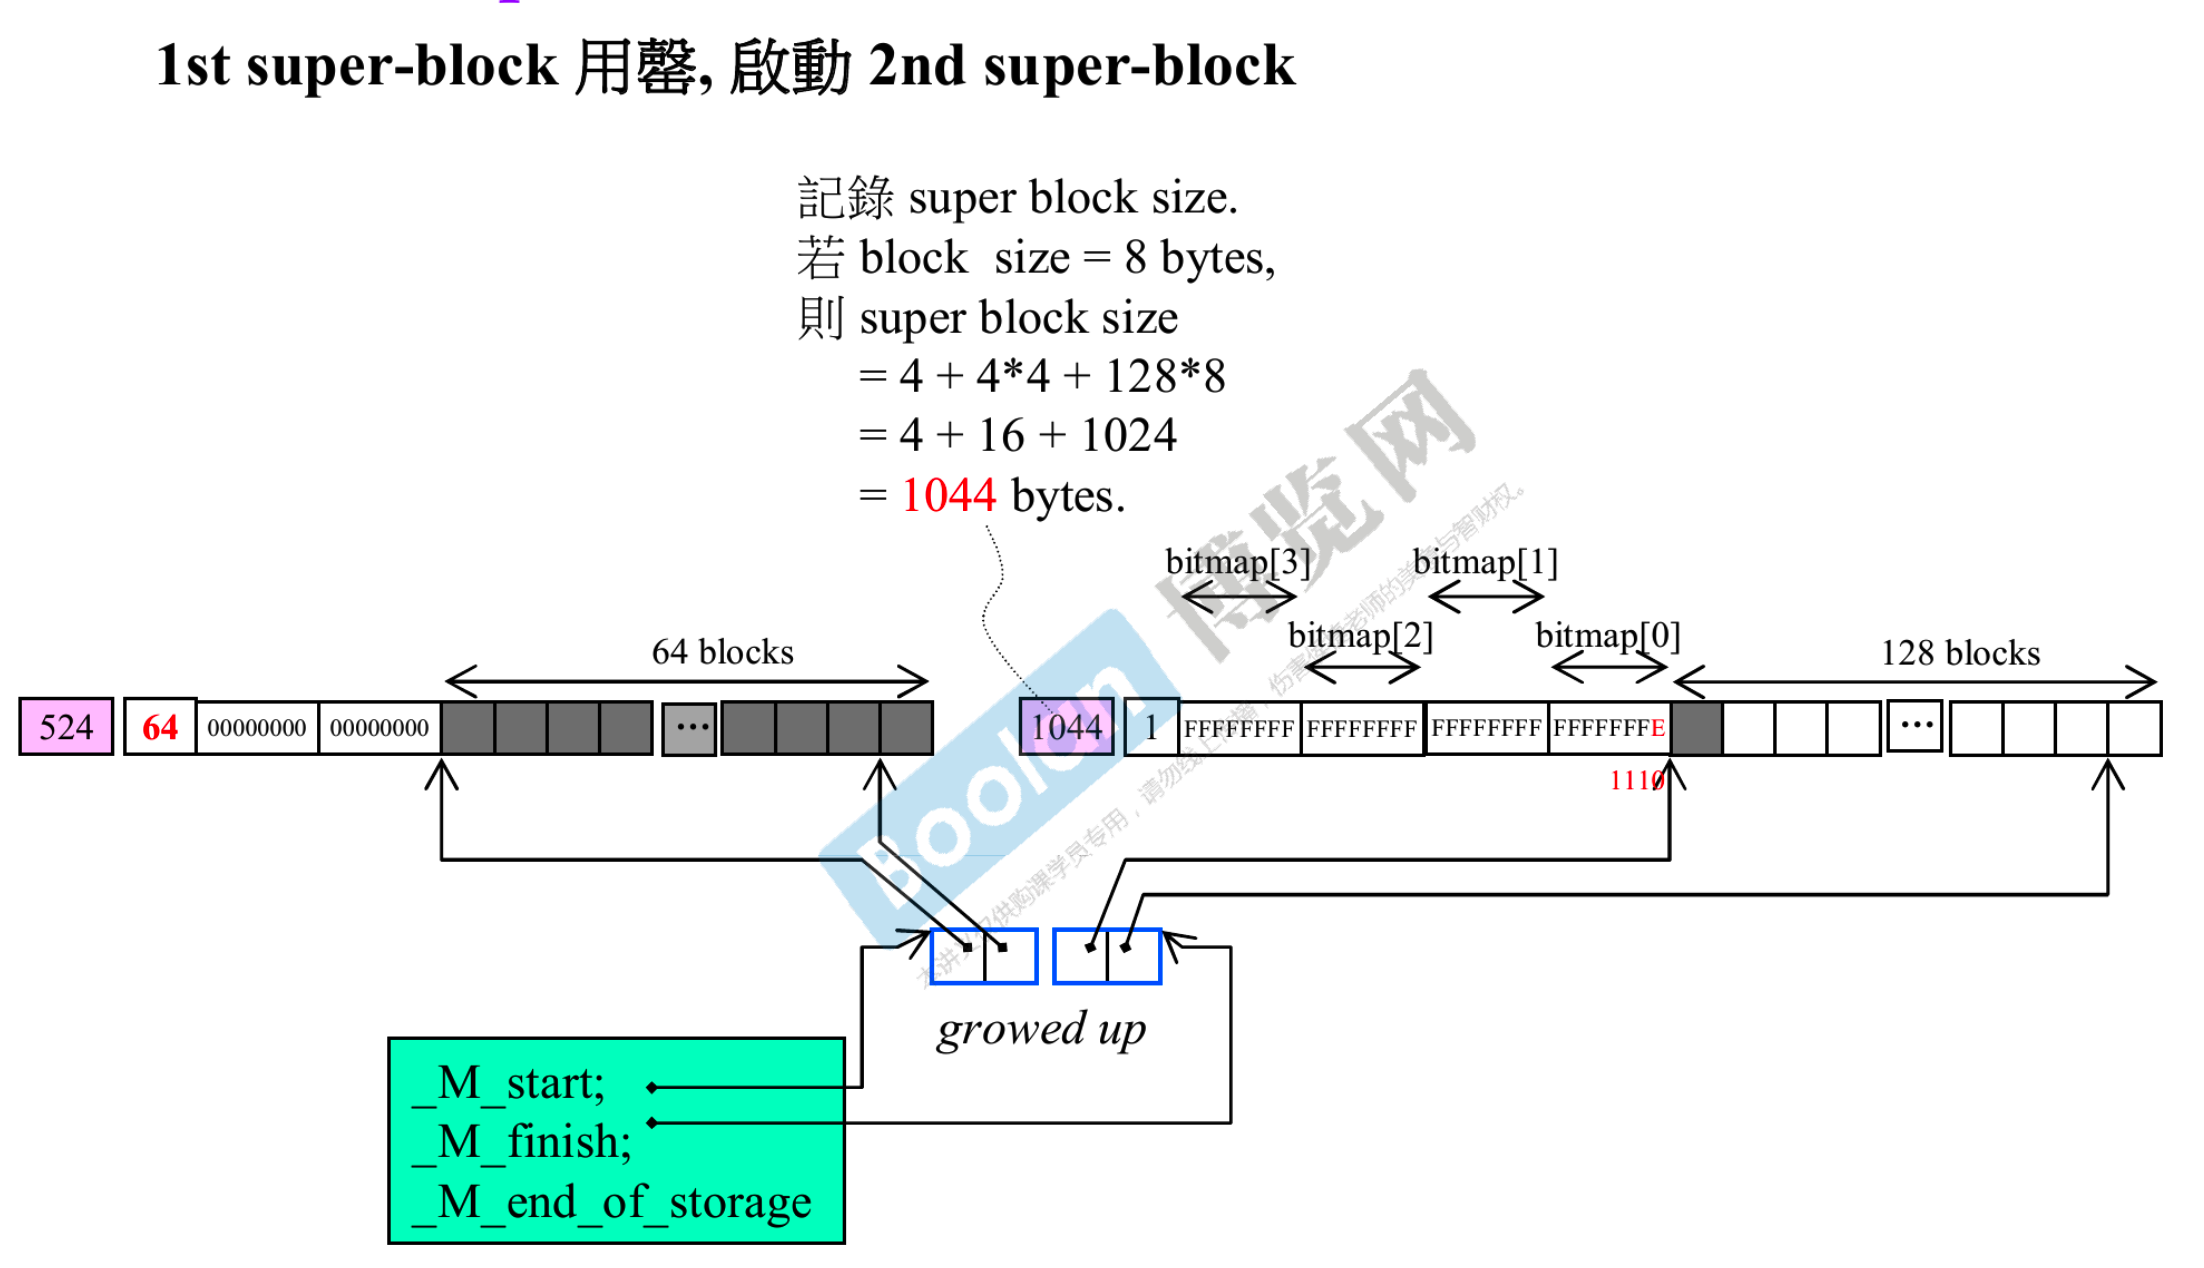 1st super-block 用罄, 啟動 2nd super-block
記錄 super block size.
若 block size = 8 bytes,
則 super block size
= 4 + 4*4 + 128*8
= 4 + 16 + 1024
= 1044 bytes.
bitmap[3]
bitmap[1]
bitmap[2]
bitmap[0]
64 blocks
128 blocks
524
64
00000000
00000000
...
1044
1
FFFFFFFF
FFFFFFFF
FFFFFFFF
FFFFFFFE
...
1110
growed up
_M_start;
_M_finish;
_M_end_of_storage
Boolan
博览网